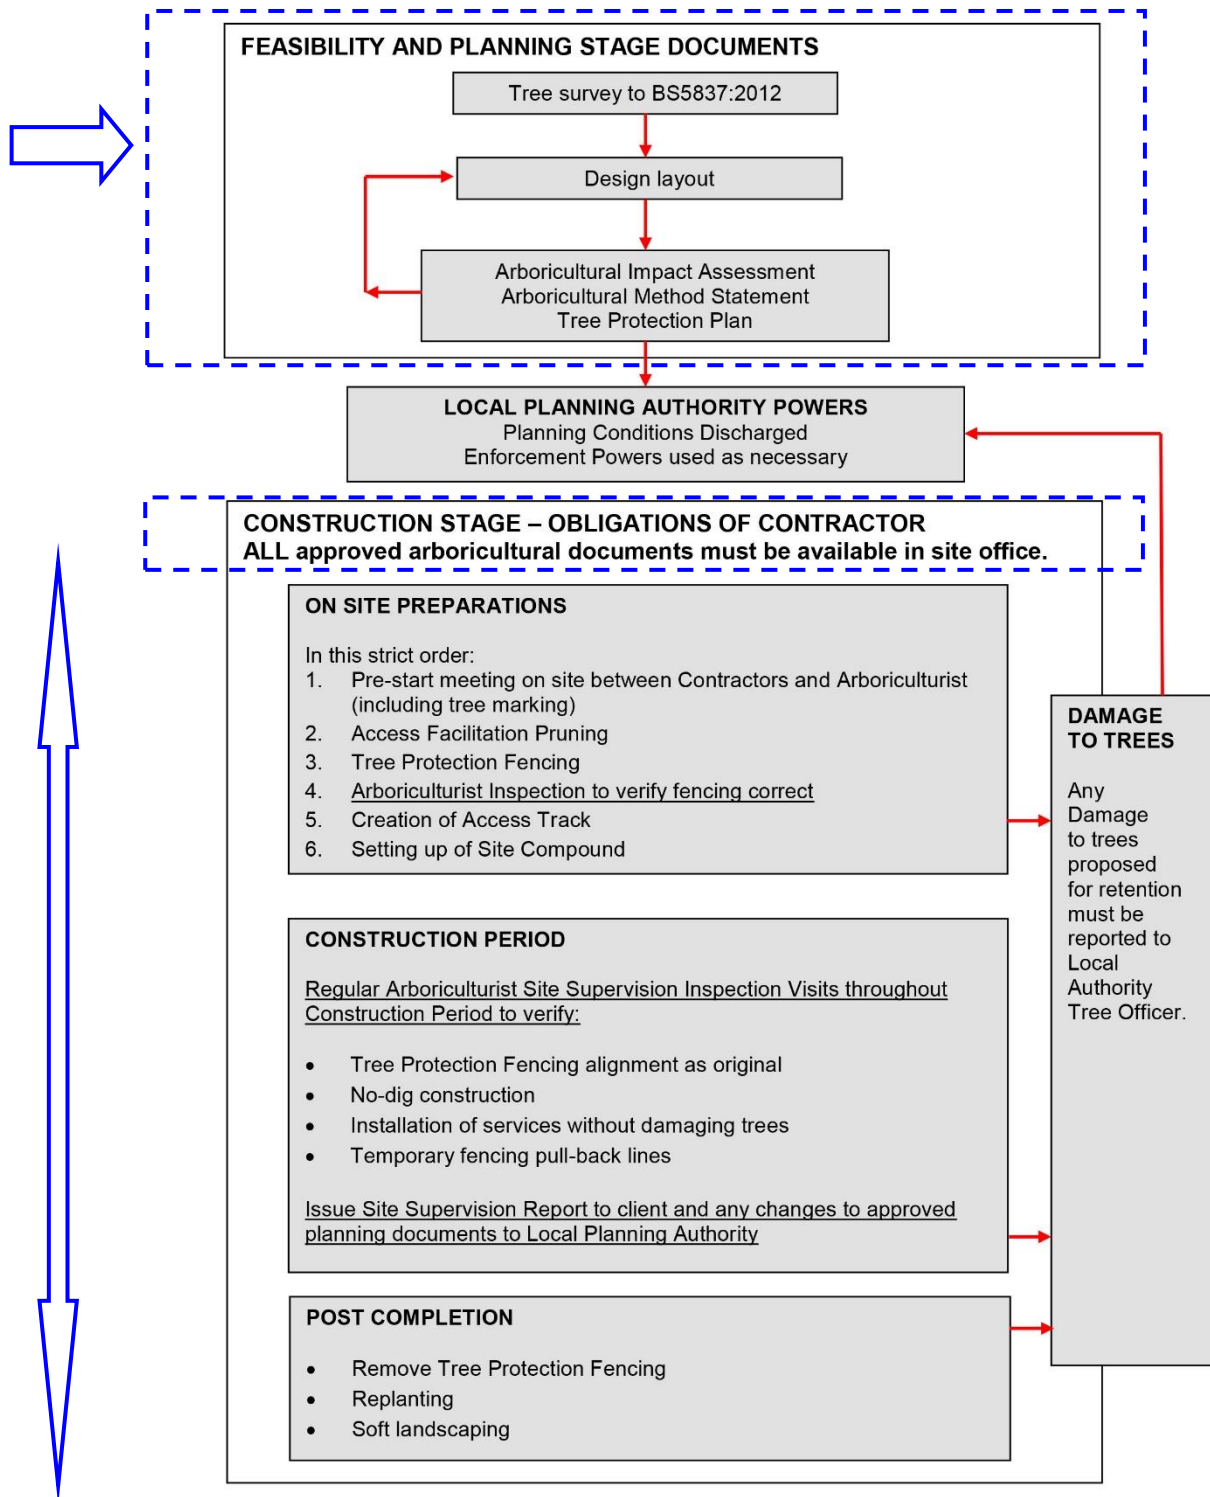 FEASIBILITY AND PLANNING STAGE DOCUMENTS
Tree survey to BS5837:2012
Design layout
Arboricultural Impact Assessment
Arboricultural Method Statement
Tree Protection Plan
LOCAL PLANNING AUTHORITY POWERS
Planning Conditions Discharged
Enforcement Powers used as necessary
CONSTRUCTION STAGE – OBLIGATIONS OF CONTRACTOR
ALL approved arboricultural documents must be available in site office.
ON SITE PREPARATIONS
In this strict order:
1. Pre-start meeting on site between Contractors and Arboriculturist
(including tree marking)
2. Access Facilitation Pruning
3. Tree Protection Fencing
4. Arboriculturist Inspection to verify fencing correct
5. Creation of Access Track
6. Setting up of Site Compound
CONSTRUCTION PERIOD
Regular Arboriculturist Site Supervision Inspection Visits throughout
Construction Period to verify:
• Tree Protection Fencing alignment as original
• No-dig construction
• Installation of services without damaging trees
• Temporary fencing pull-back lines
Issue Site Supervision Report to client and any changes to approved
planning documents to Local Planning Authority
POST COMPLETION
• Remove Tree Protection Fencing
• Replanting
• Soft landscaping
DAMAGE
TO TREES
Any
Damage
to trees
proposed
for retention
must be
reported to
Local
Authority
Tree Officer.